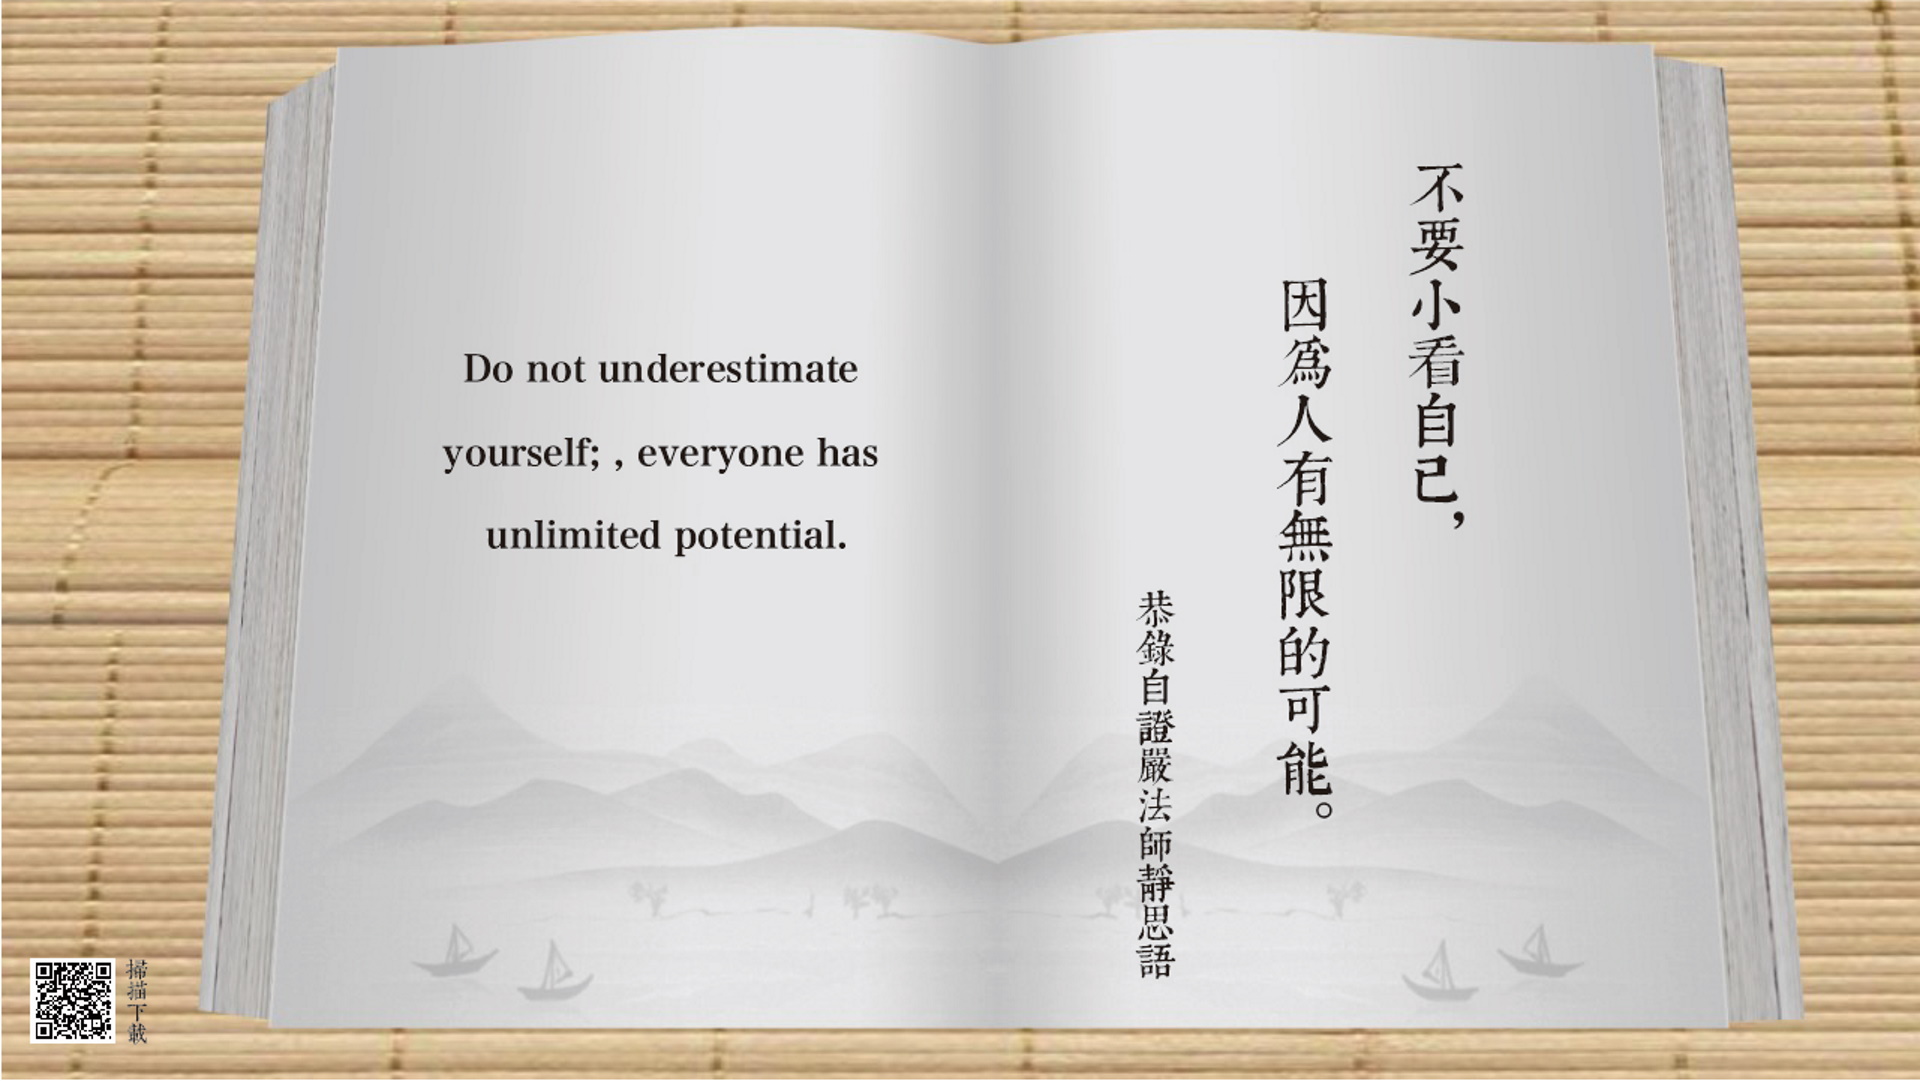 Do not underestimate
yourself; , everyone has
unlimited potential.
不要小看自己，
因為人有無限的可能。
恭錄自證嚴法師靜思語
掃描下載